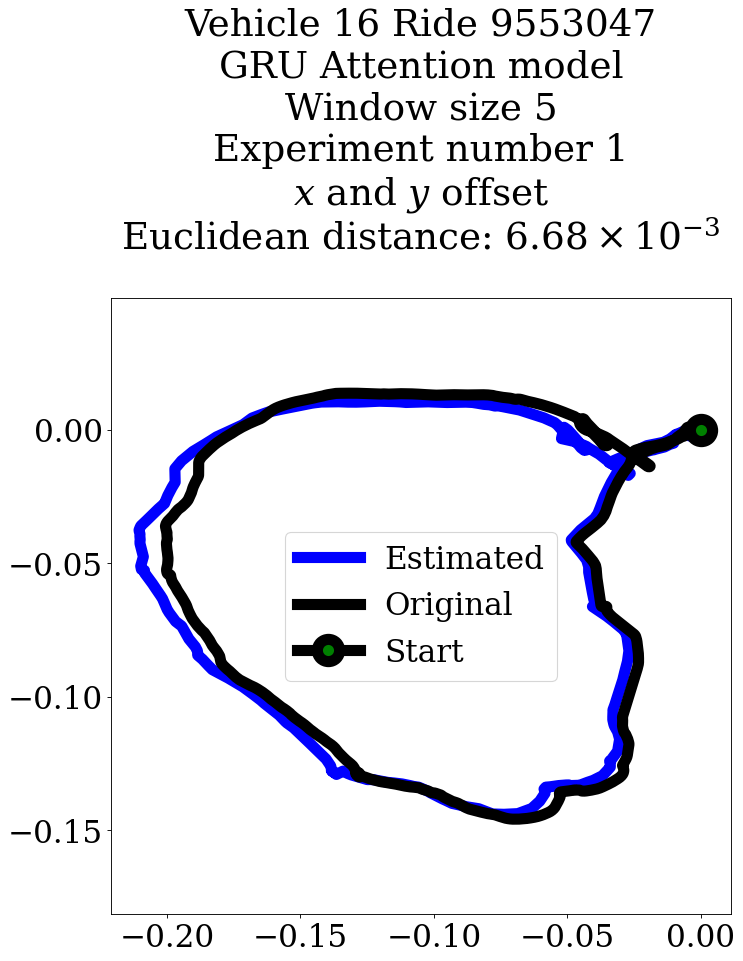 Vehicle 16 Ride 9553047
GRU Attention model
Window size 5
Experiment number 1
x and y offset
Euclidean distance: 6.68 × 10⁻³
0.00
−0.05
−0.10
−0.15
Estimated
Original
Start
−0.20 −0.15 −0.10 −0.05 0.00